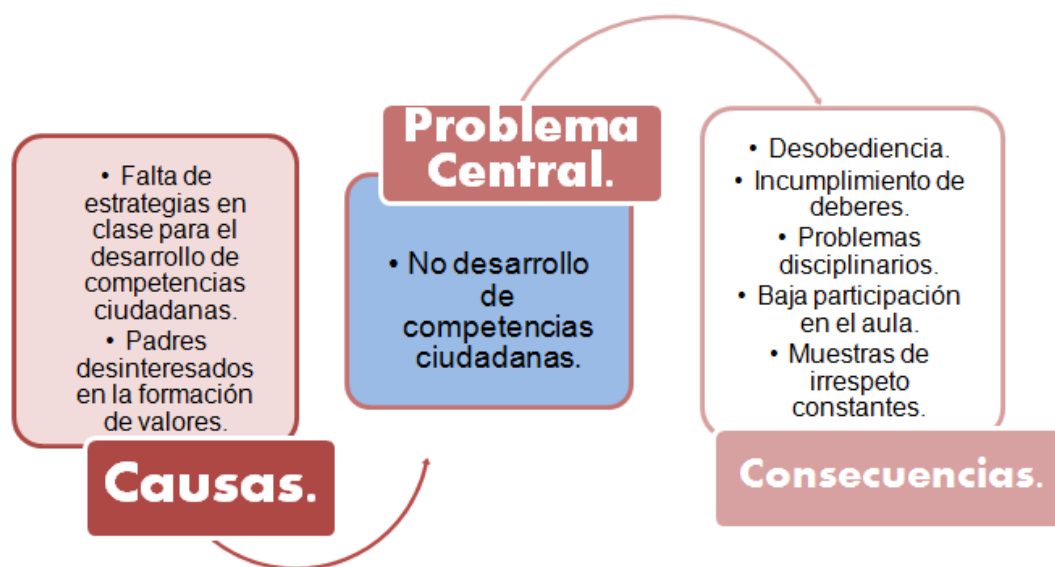 • Falta de
estrategias en
clase para el
desarrollo de
competencias
ciudadanas.
• Padres
desinteresados
en la formación
de valores.
Causas.
Problema
Central.
• No desarrollo
de
competencias
ciudadanas.
• Desobediencia.
• Incumplimiento de
deberes.
• Problemas
disciplinarios.
• Baja participación
en el aula.
• Muestras de
irrespeto
constantes.
Consecuencias.